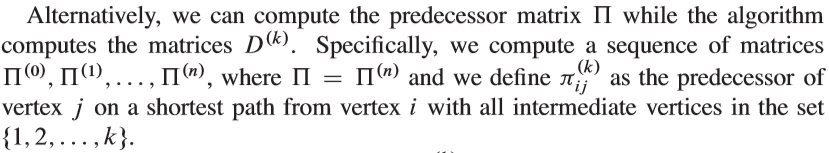 Alternatively, we can compute the predecessor matrix Π while the algorithm
computes the matrices D^(k). Specifically, we compute a sequence of matrices
Π^(0), Π^(1), . . . , Π^(n), where Π = Π^(n) and we define π_ij^(k) as the predecessor of
vertex j on a shortest path from vertex i with all intermediate vertices in the set
{1, 2, . . . , k}.